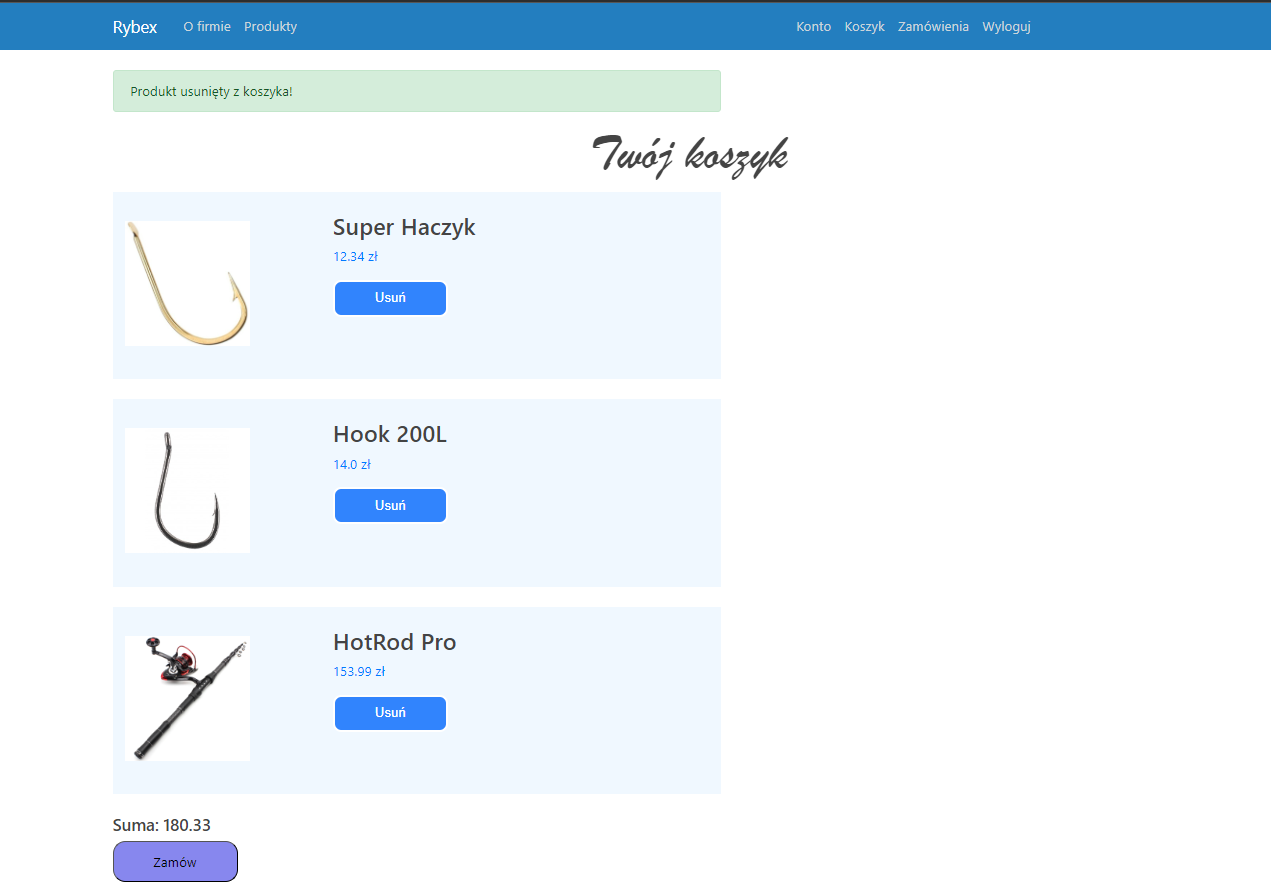 Rybex O firmie Produkty Konto Koszyk Zamówienia Wyloguj
Produkt usunięty z koszyka!
Twój koszyk
Super Haczyk
12.34 zł
Usuń
Hook 200L
14.0 zł
Usuń
HotRod Pro
153.99 zł
Usuń
Suma: 180.33
Zamów